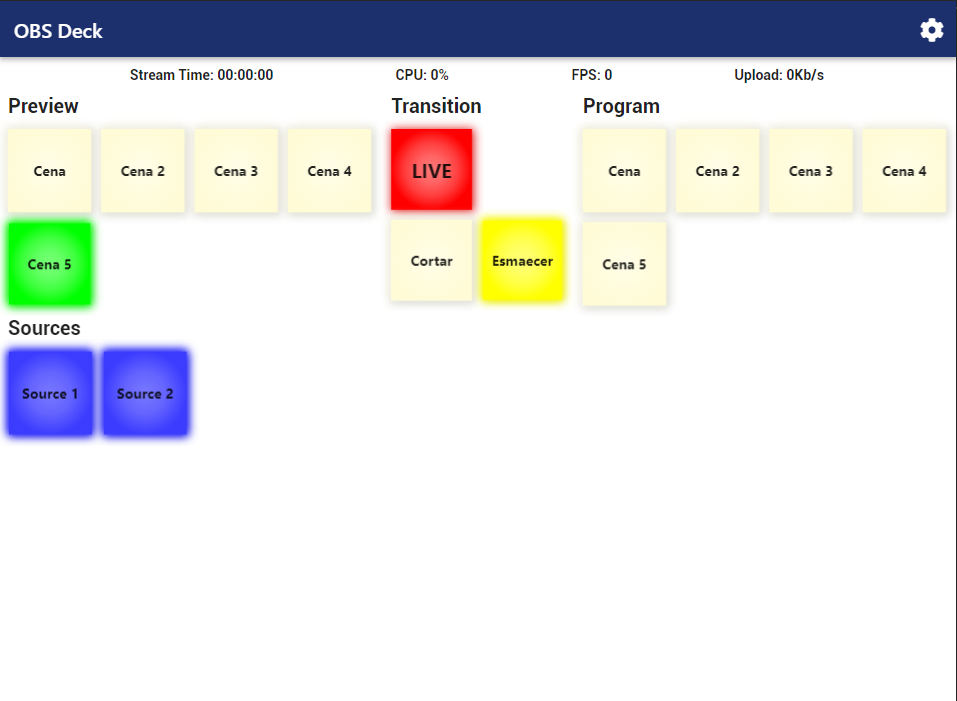 OBS Deck
Stream Time: 00:00:00 CPU: 0% FPS: 0 Upload: 0Kb/s
Preview
Cena Cena 2 Cena 3 Cena 4
Cena 5
Transition
LIVE
Cortar Esmaecer
Program
Cena Cena 2 Cena 3 Cena 4
Cena 5
Sources
Source 1 Source 2